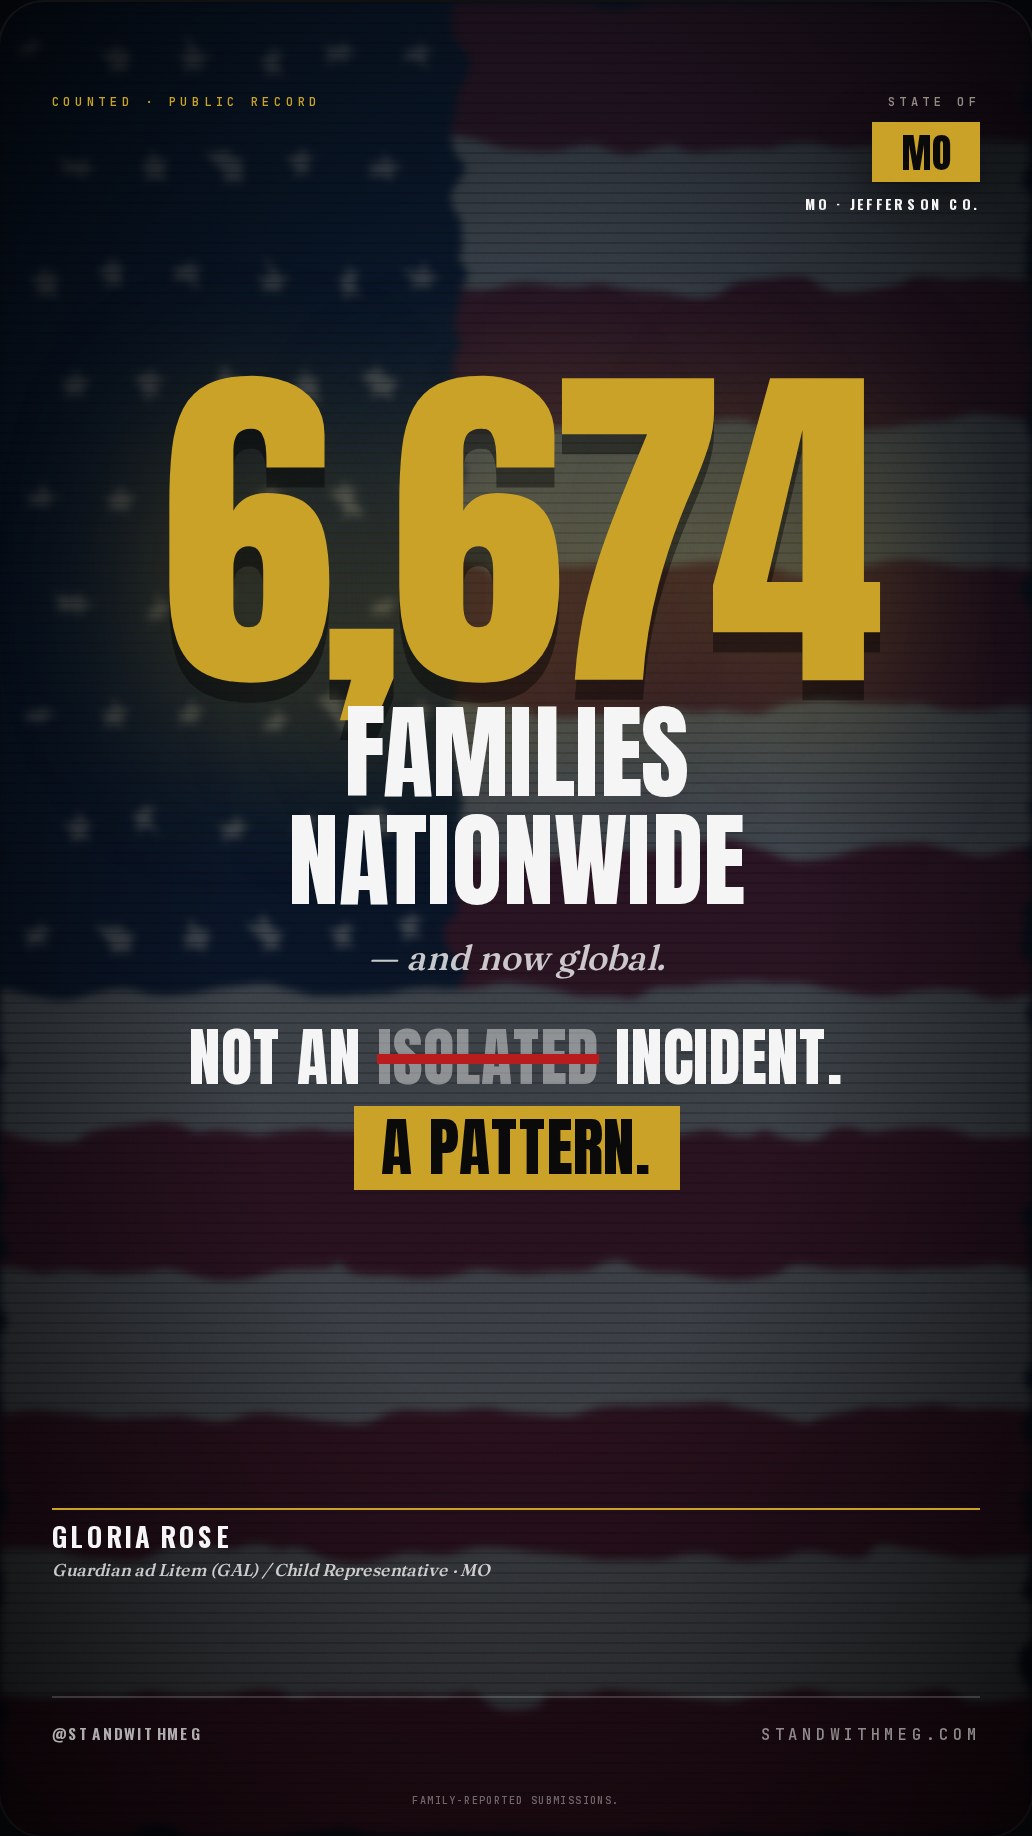 COUNTED · PUBLIC RECORD
STATE OF
MO
MO · JEFFERSON CO.
6,674
FAMILIES
NATIONWIDE
— and now global.
NOT AN ISOLATED INCIDENT.
A PATTERN.
GLORIA ROSE
Guardian ad Litem (GAL) / Child Representative · MO
@STANDWITHMEG
STANDWITHMEG.COM
FAMILY-REPORTED SUBMISSIONS.